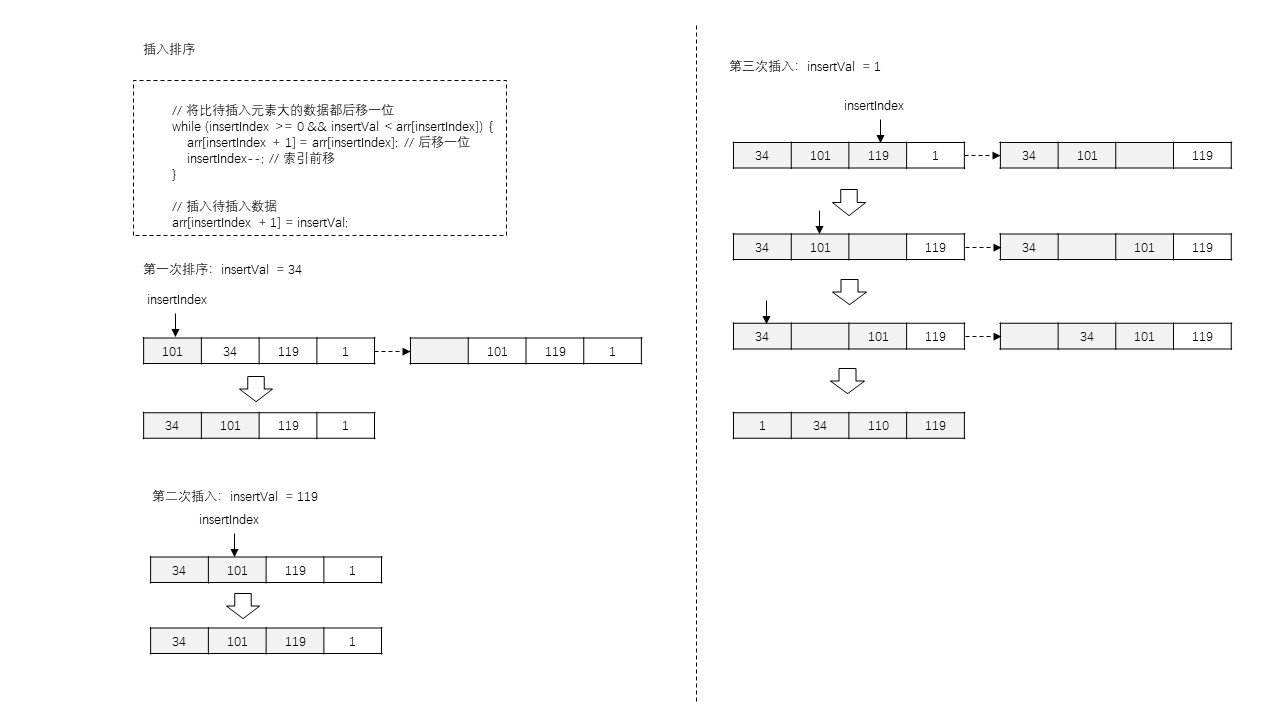 插入排序
// 将比待插入元素大的数据都后移一位
while (insertIndex >= 0 && insertVal < arr[insertIndex]) {
arr[insertIndex + 1] = arr[insertIndex]; // 后移一位
insertIndex--; // 索引前移
}
// 插入待插入数据
arr[insertIndex + 1] = insertVal;
第一次排序：insertVal = 34
insertIndex
101 34 119 1 101 119 1
34 101 119 1
第二次插入：insertVal = 119
insertIndex
34 101 119 1
34 101 119 1
第三次插入：insertVal = 1
insertIndex
34 101 119 1 34 101 119
34 101 119 34 101 119
34 101 119 34 101 119
1 34 110 119